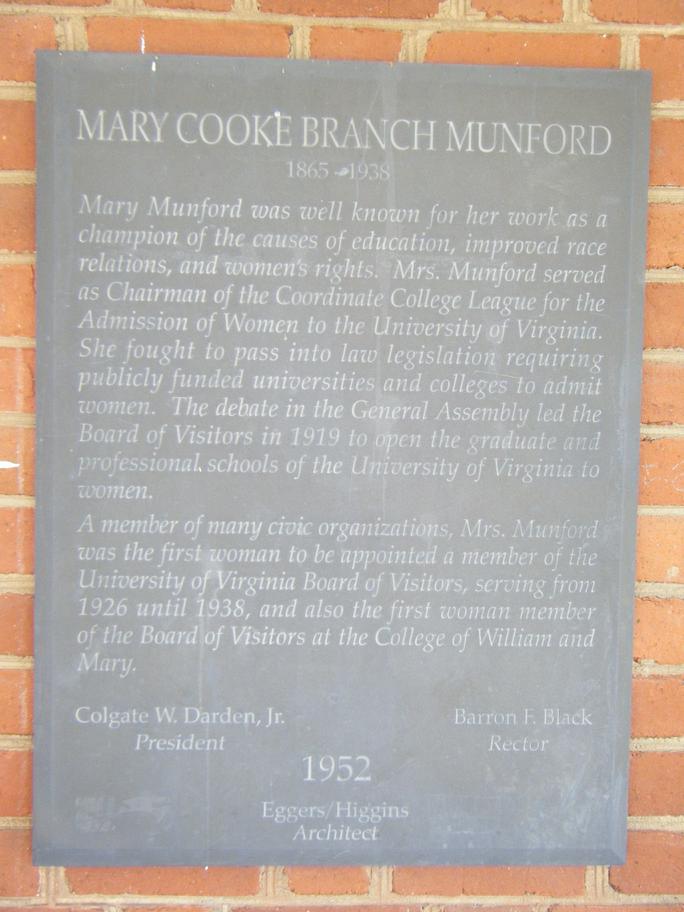 MARY COOKE BRANCH MUNFORD
1865 - 1938
Mary Munford was well known for her work as a
champion of the causes of education, improved race
relations, and women's rights. Mrs. Munford served
as Chairman of the Coordinate College League for the
Admission of Women to the University of Virginia.
She fought to pass into law legislation requiring
publicly funded universities and colleges to admit
women. The debate in the General Assembly led the
Board of Visitors in 1919 to open the graduate and
professional schools of the University of Virginia to
women.
A member of many civic organizations, Mrs. Munford
was the first woman to be appointed a member of the
University of Virginia Board of Visitors, serving from
1926 until 1938, and also the first woman member
of the Board of Visitors at the College of William and
Mary.
Colgate W. Darden, Jr.
President
Barron F. Black
Rector
1952
Eggers/Higgins
Architect